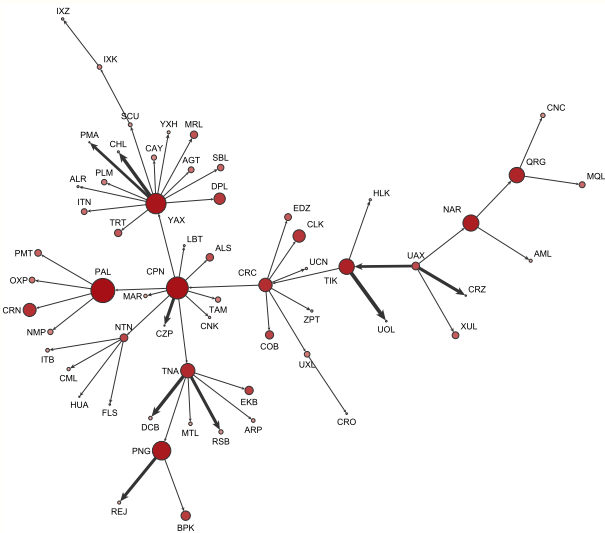 IXZ
IXK
CNC
SCU
YXH
MRL
PMA
CHL
CAY
QRG
MQL
ALR
PLM
AGT
SBL
DPL
ITN
HLK
TRT
YAX
EDZ
CLK
NAR
LBT
ALS
PMT
PAL
CPN
UCN
UAX
AML
OXP
CRC
TIK
MAR
TAM
CRZ
CRN
CNK
ZPT
NMP
NTN
CZP
UOL
XUL
ITB
COB
CML
TNA
UXL
HUA
FLS
EKB
DCB
MTL
RSB
ARP
CRO
PNG
REJ
BPK